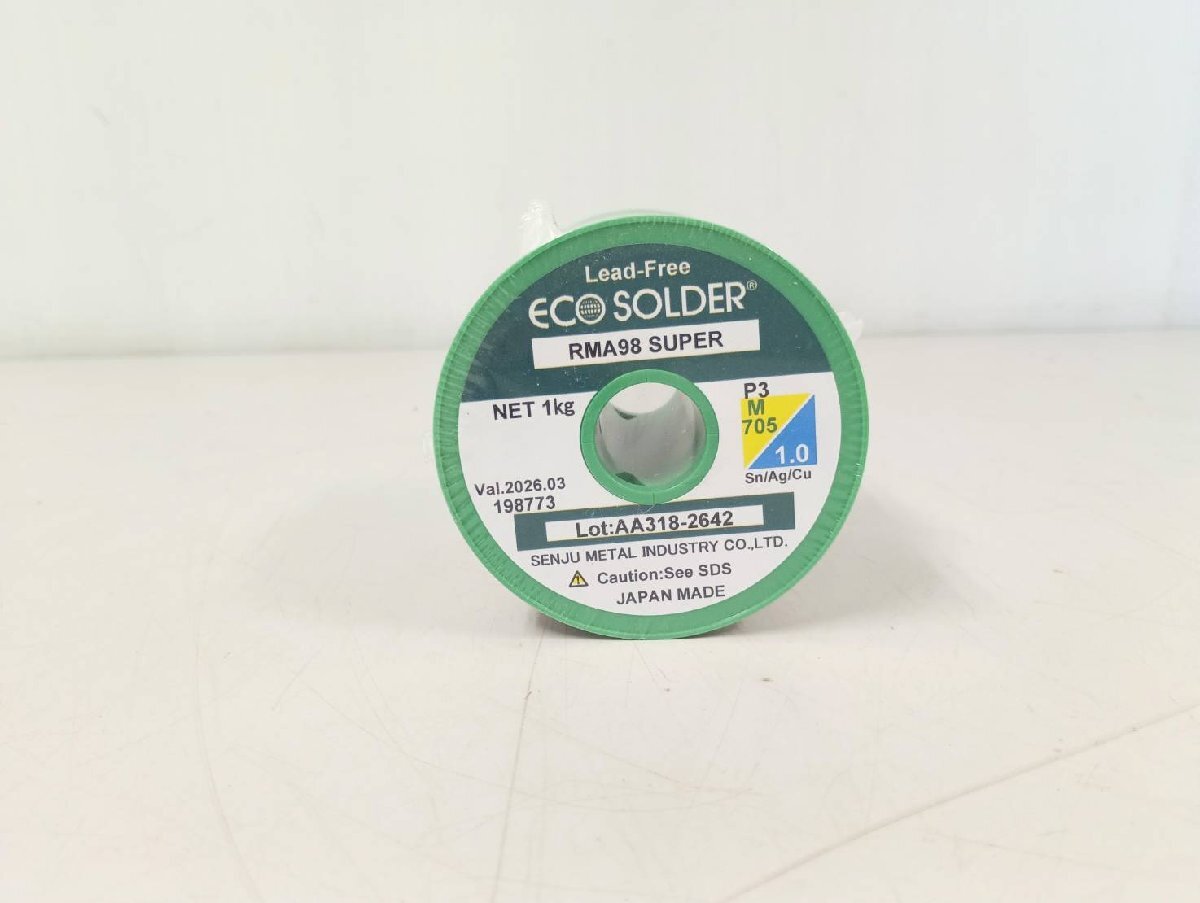 Lead-Free
ECO SOLDER®
RMA98 SUPER
NET 1kg
P3
M
705
1.0
Sn/Ag/Cu
Val.2026.03
198773
Lot:AA318-2642
SENJU METAL INDUSTRY CO.,LTD.
Caution:See SDS
JAPAN MADE